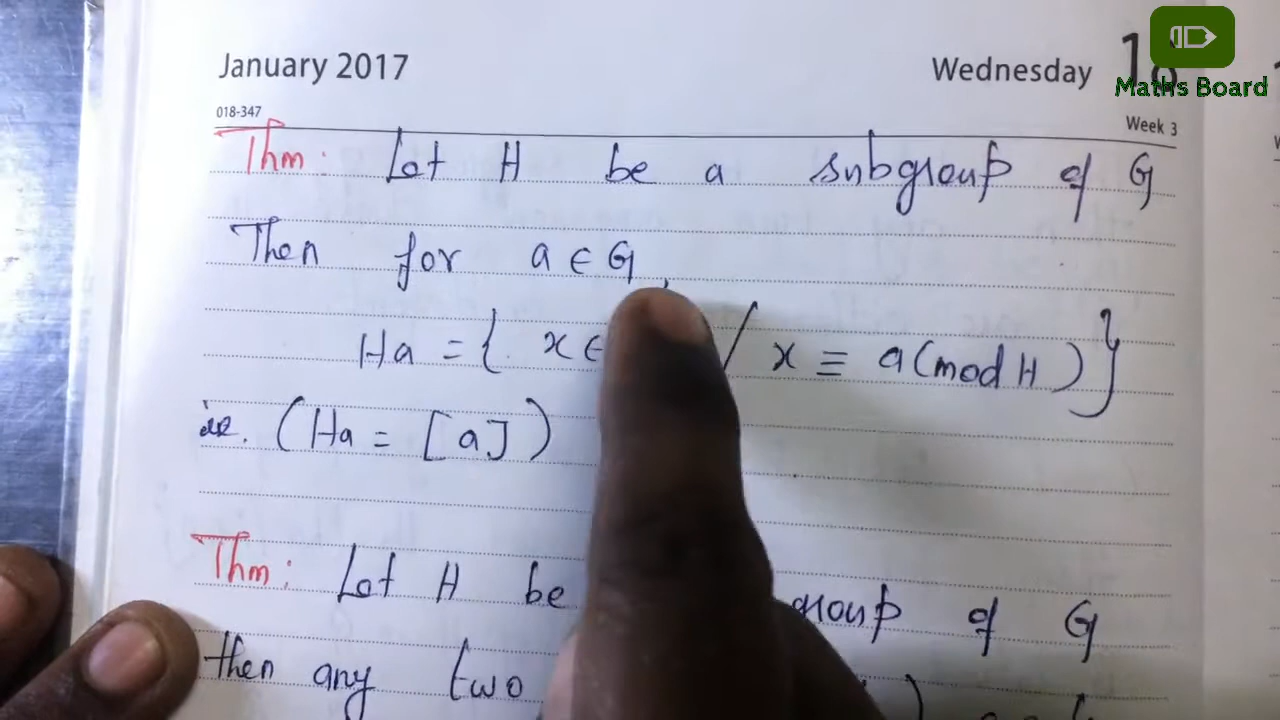 January 2017
Wednesday 18
Maths Board
018-347
Week 3
Thm: Let H be a subgroup of G
Then for a ∈ G,
Ha = { x ∈ / x ≡ a (mod H) }
ie. (Ha = [a])
Thm: Let H be group of G
then any two